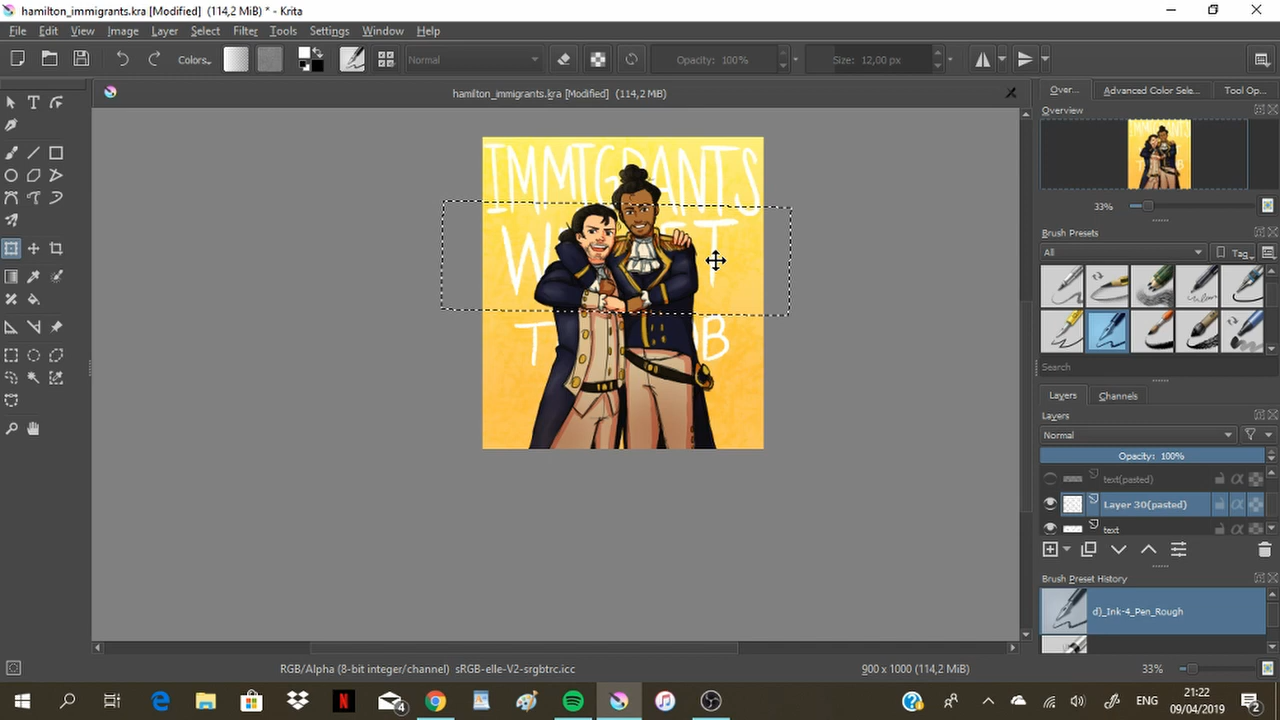 hamilton_immigrants.kra [Modified] (114,2 MiB) * - Krita
File Edit View Image Layer Select Filter Tools Settings Window Help
Colors: Normal Opacity: 100% Size: 12,00 px
hamilton_immigrants.kra [Modified] (114,2 MiB)
Over... Advanced Color Sele... Tool Op...
Overview
IMMIGRANTS
33%
Brush Presets
All Tag
Search
Layers Channels
Layers
Normal
Opacity: 100%
text(pasted)
Layer 30(pasted)
text
Brush Preset History
d)_Ink-4_Pen_Rough
RGB/Alpha (8-bit integer/channel) sRGB-elle-V2-srgbtrc.icc 900 x 1000 (114,2 MiB) 33%
4 ENG 21:22
09/04/2019 2